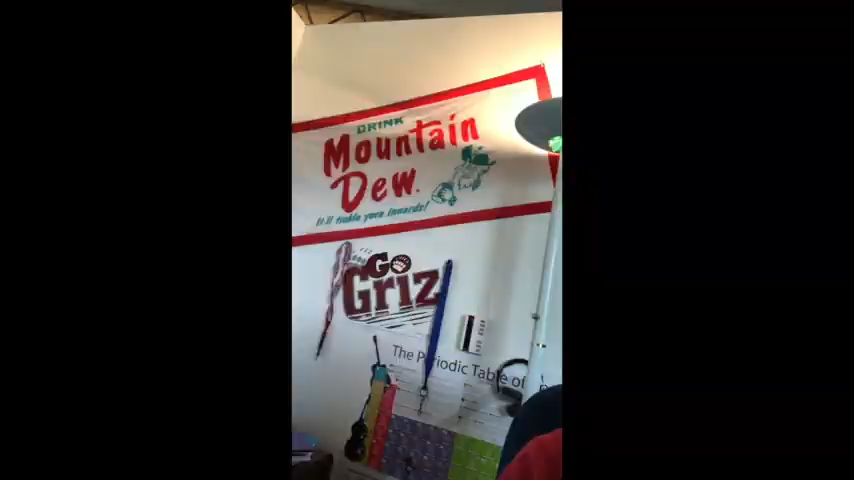 DRINK
Mountain
Dew.
It'll tickle yore innards!
GO
Griz
The Periodic Table of